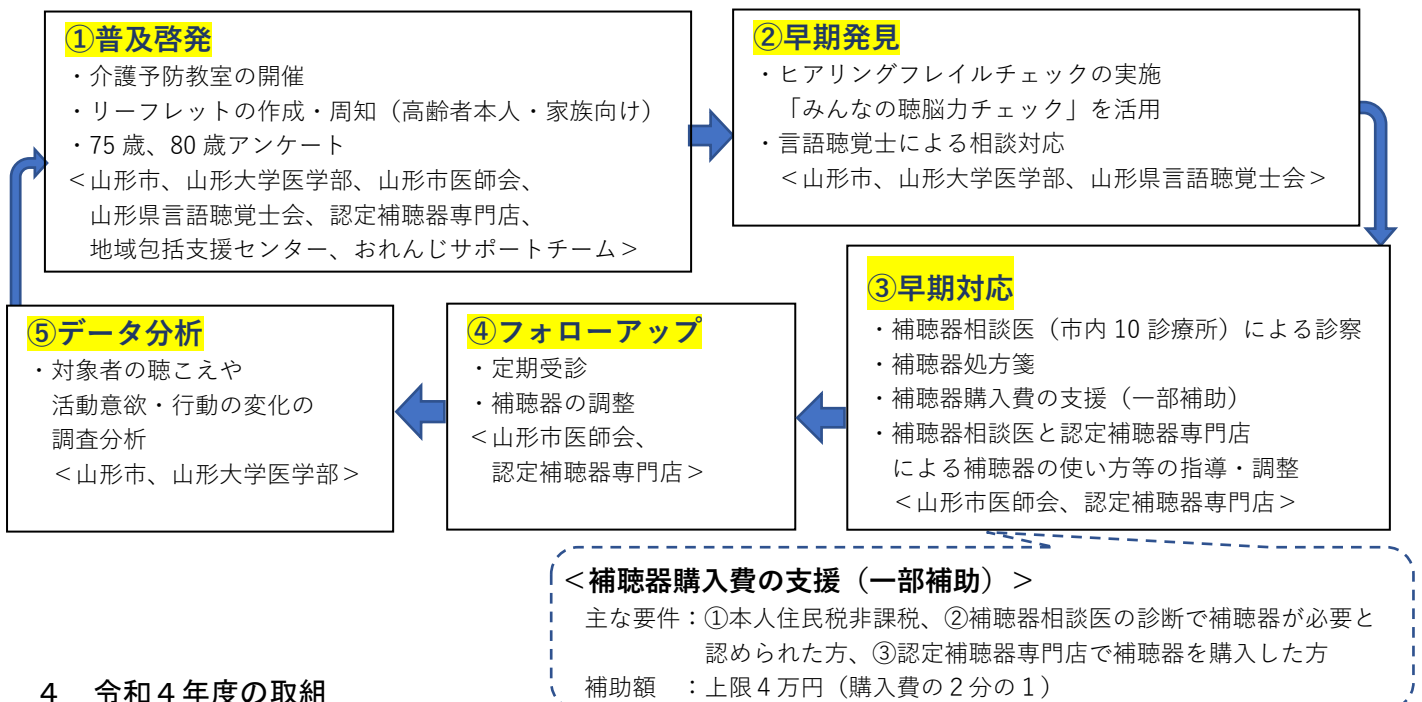 ①普及啓発
・介護予防教室の開催
・リーフレットの作成・周知（高齢者本人・家族向け）
・75 歳、80 歳アンケート
＜山形市、山形大学医学部、山形市医師会、
山形県言語聴覚士会、認定補聴器専門店、
地域包括支援センター、おれんじサポートチーム＞
②早期発見
・ヒアリングフレイルチェックの実施
「みんなの聴脳力チェック」を活用
・言語聴覚士による相談対応
＜山形市、山形大学医学部、山形県言語聴覚士会＞
③早期対応
・補聴器相談医（市内 10 診療所）による診察
・補聴器処方箋
・補聴器購入費の支援（一部補助）
・補聴器相談医と認定補聴器専門店
による補聴器の使い方等の指導・調整
＜山形市医師会、認定補聴器専門店＞
④フォローアップ
・定期受診
・補聴器の調整
＜山形市医師会、
認定補聴器専門店＞
⑤データ分析
・対象者の聴こえや
活動意欲・行動の変化の
調査分析
＜山形市、山形大学医学部＞
＜補聴器購入費の支援（一部補助）＞
主な要件：①本人住民税非課税、②補聴器相談医の診断で補聴器が必要と
認められた方、③認定補聴器専門店で補聴器を購入した方
補助額　：上限４万円（購入費の２分の１）
４　令和４年度の取組